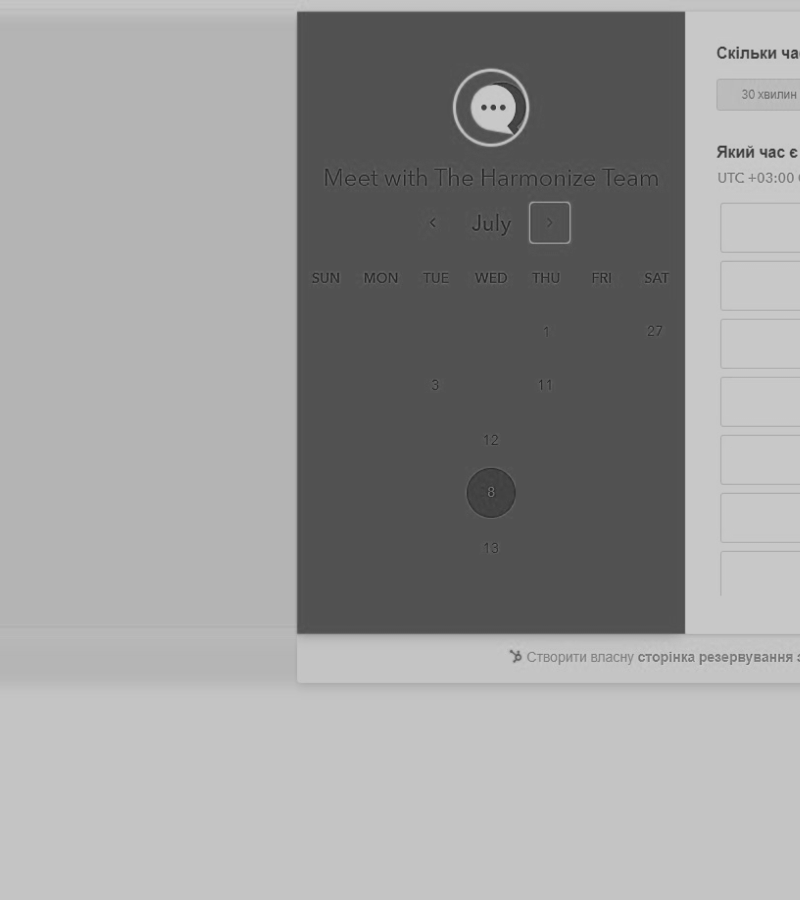 Meet with The Harmonize Team
July
SUN MON TUE WED THU FRI SAT
1 27
3 11
12
8
13
Скільки ча
30 хвилин
Який час є
UTC +03:00
Створити власну сторінка резервування з